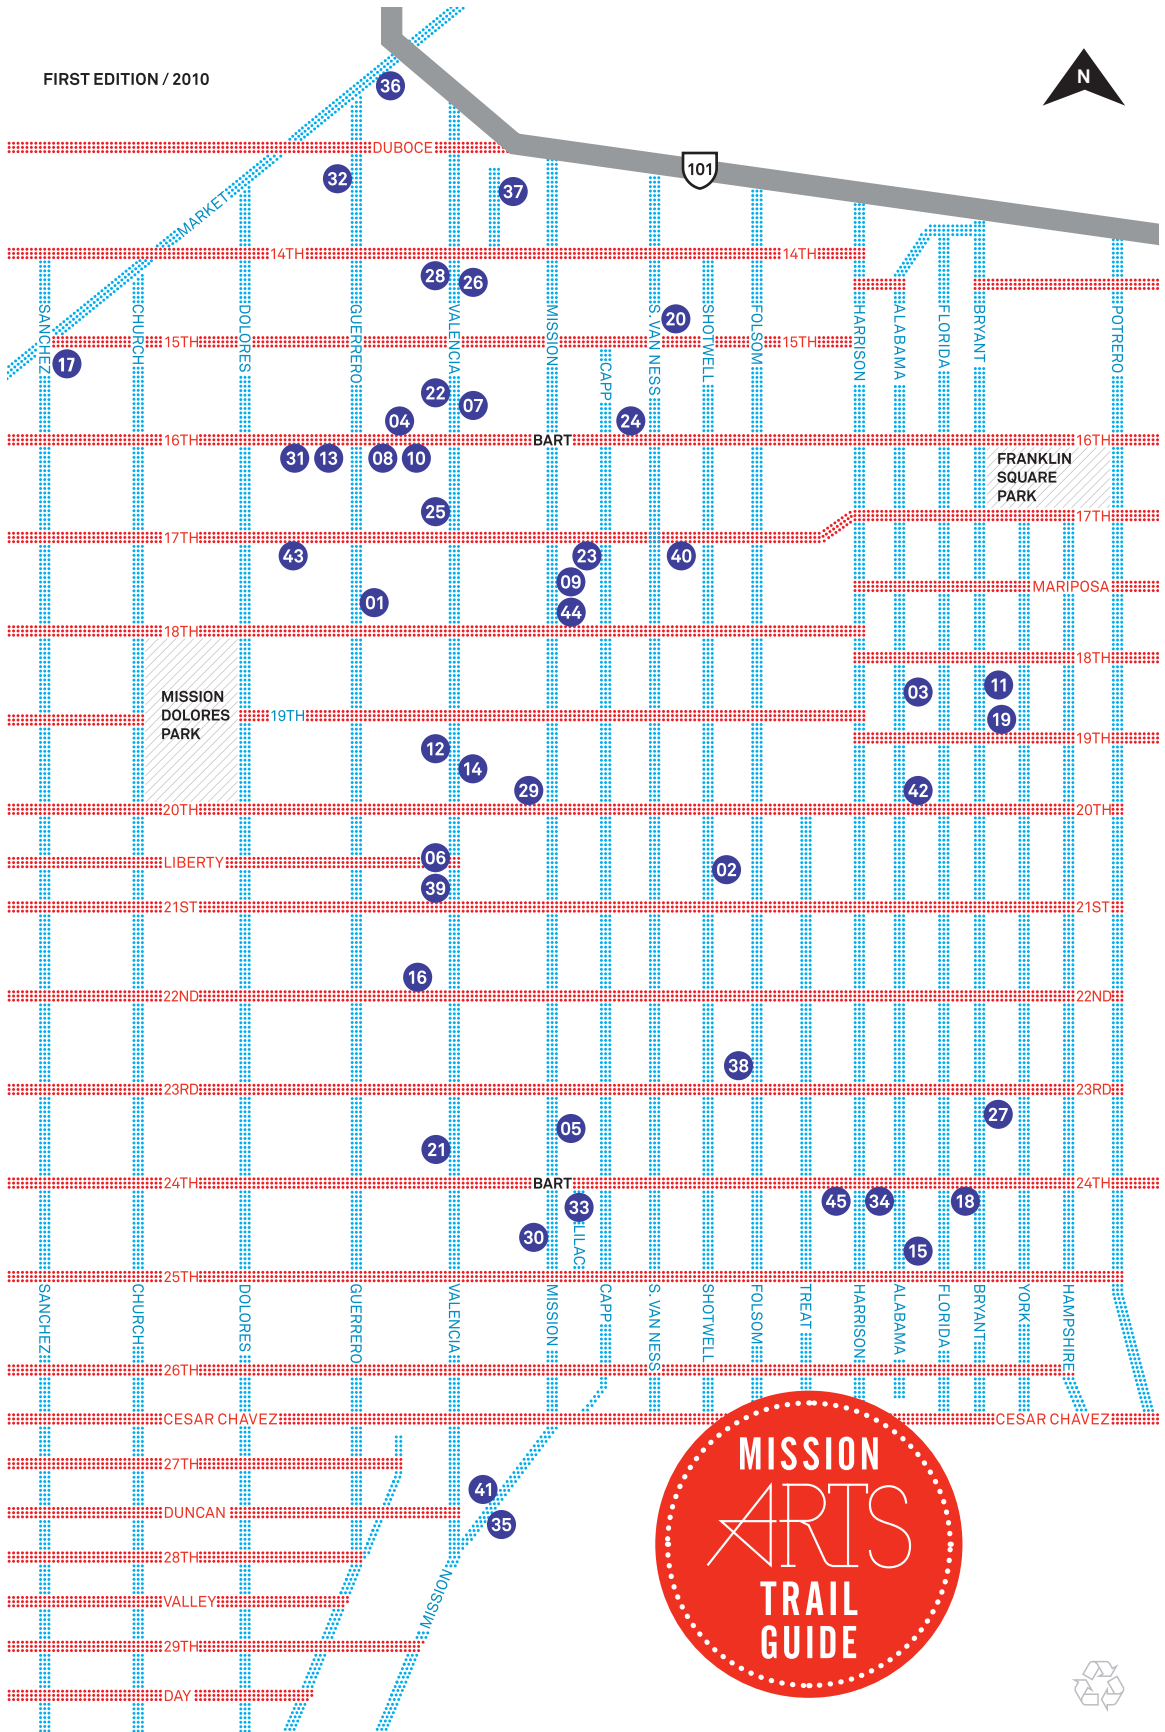 FIRST EDITION / 2010
N
36
DUBOCE
101
32
37
MARKET
14TH
14TH
28
26
SANCHEZ
CHURCH
DOLORES
GUERRERO
VALENCIA
MISSION
S. VAN NESS
SHOTWELL
FOLSOM
HARRISON
ALABAMA
FLORIDA
BRYANT
POTRERO
20
15TH
15TH
17
CAPP
22
07
04
24
16TH
BART
16TH
31
13
08
10
FRANKLIN
SQUARE
PARK
25
17TH
17TH
43
23
40
09
MARIPOSA
01
44
18TH
18TH
03
11
MISSION
DOLORES
PARK
19TH
19
19TH
12
14
29
42
20TH
20TH
LIBERTY
06
02
39
21ST
21ST
16
22ND
22ND
38
23RD
23RD
27
05
21
24TH
BART
24TH
33
45
34
18
30
LILAC
15
25TH
SANCHEZ
CHURCH
DOLORES
GUERRERO
VALENCIA
MISSION
CAPP
S. VAN NESS
SHOTWELL
FOLSOM
TREAT
HARRISON
ALABAMA
FLORIDA
BRYANT
YORK
HAMPSHIRE
26TH
CESAR CHAVEZ
CESAR CHAVEZ
27TH
41
DUNCAN
35
28TH
MISSION
VALLEY
29TH
DAY
MISSION
ARTS
TRAIL
GUIDE